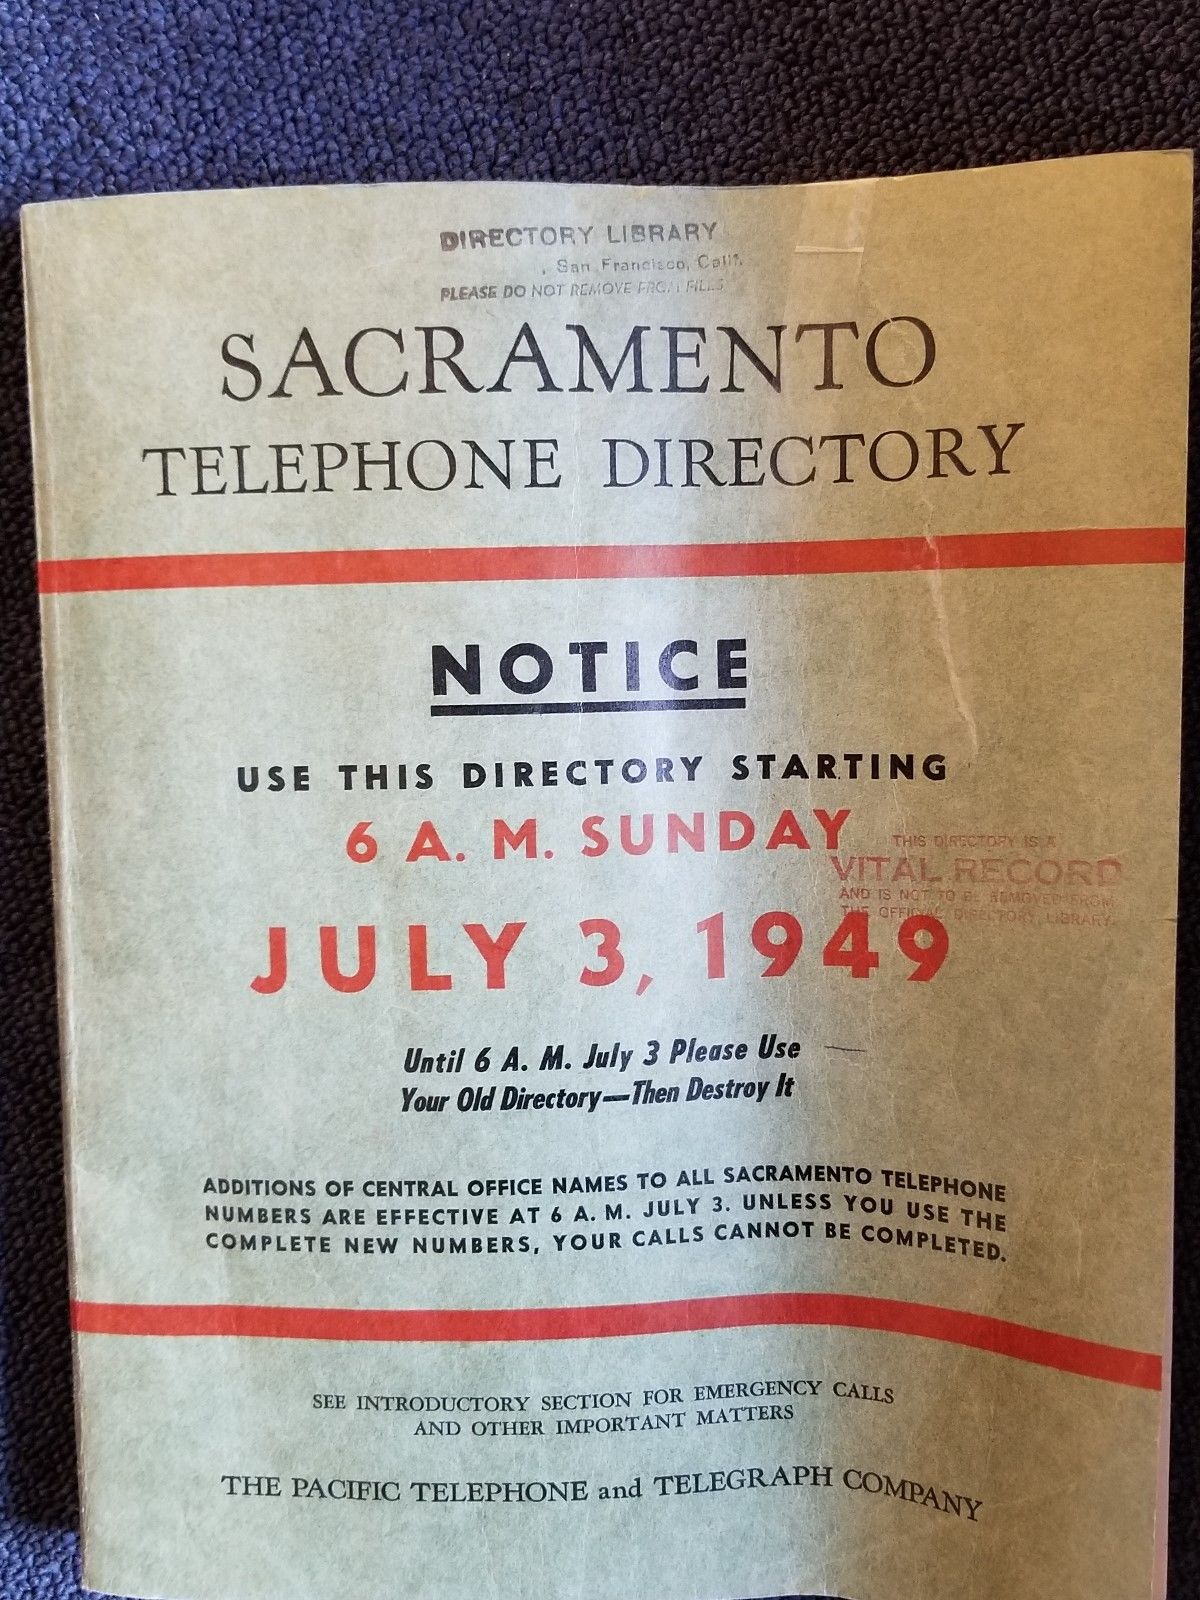 DIRECTORY LIBRARY
, San Francisco, Calif.
PLEASE DO NOT REMOVE FROM FILES
SACRAMENTO
TELEPHONE DIRECTORY
NOTICE
USE THIS DIRECTORY STARTING
6 A. M. SUNDAY
THIS DIRECTORY IS A
VITAL RECORD
AND IS NOT TO BE REMOVED FROM
THE OFFICIAL DIRECTORY LIBRARY.
JULY 3, 1949
Until 6 A. M. July 3 Please Use
Your Old Directory—Then Destroy It
ADDITIONS OF CENTRAL OFFICE NAMES TO ALL SACRAMENTO TELEPHONE
NUMBERS ARE EFFECTIVE AT 6 A. M. JULY 3. UNLESS YOU USE THE
COMPLETE NEW NUMBERS, YOUR CALLS CANNOT BE COMPLETED.
SEE INTRODUCTORY SECTION FOR EMERGENCY CALLS
AND OTHER IMPORTANT MATTERS
THE PACIFIC TELEPHONE and TELEGRAPH COMPANY